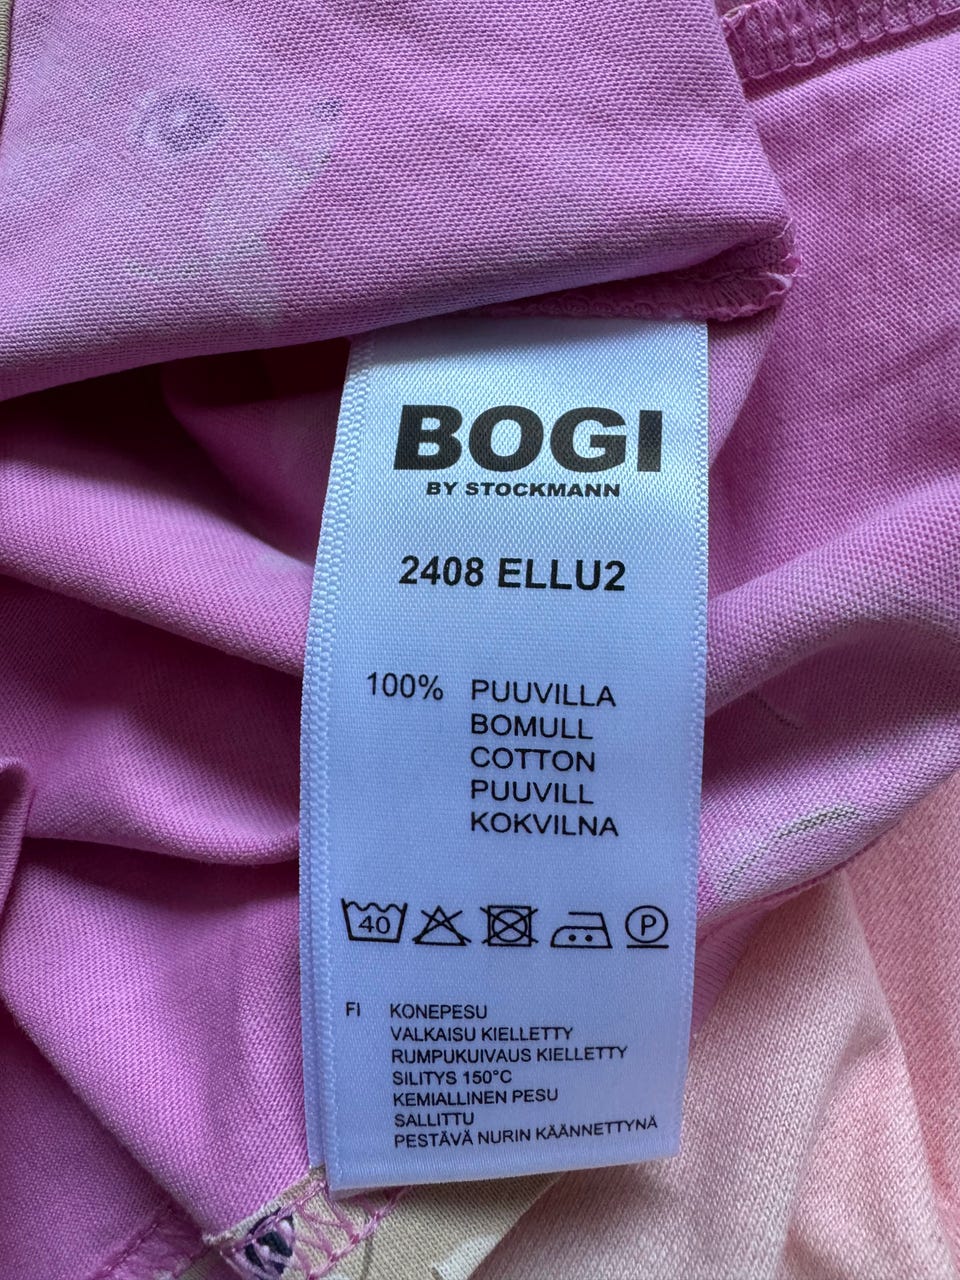 BOGI
BY STOCKMANN
2408 ELLU2
100% PUUVILLA
BOMULL
COTTON
PUUVILL
KOKVILNA
40 P
FI KONEPESU
VALKAISU KIELLETTY
RUMPUKUIVAUS KIELLETTY
SILITYS 150°C
KEMIALLINEN PESU
SALLITTU
PESTÄVÄ NURIN KÄÄNNETTYNÄ